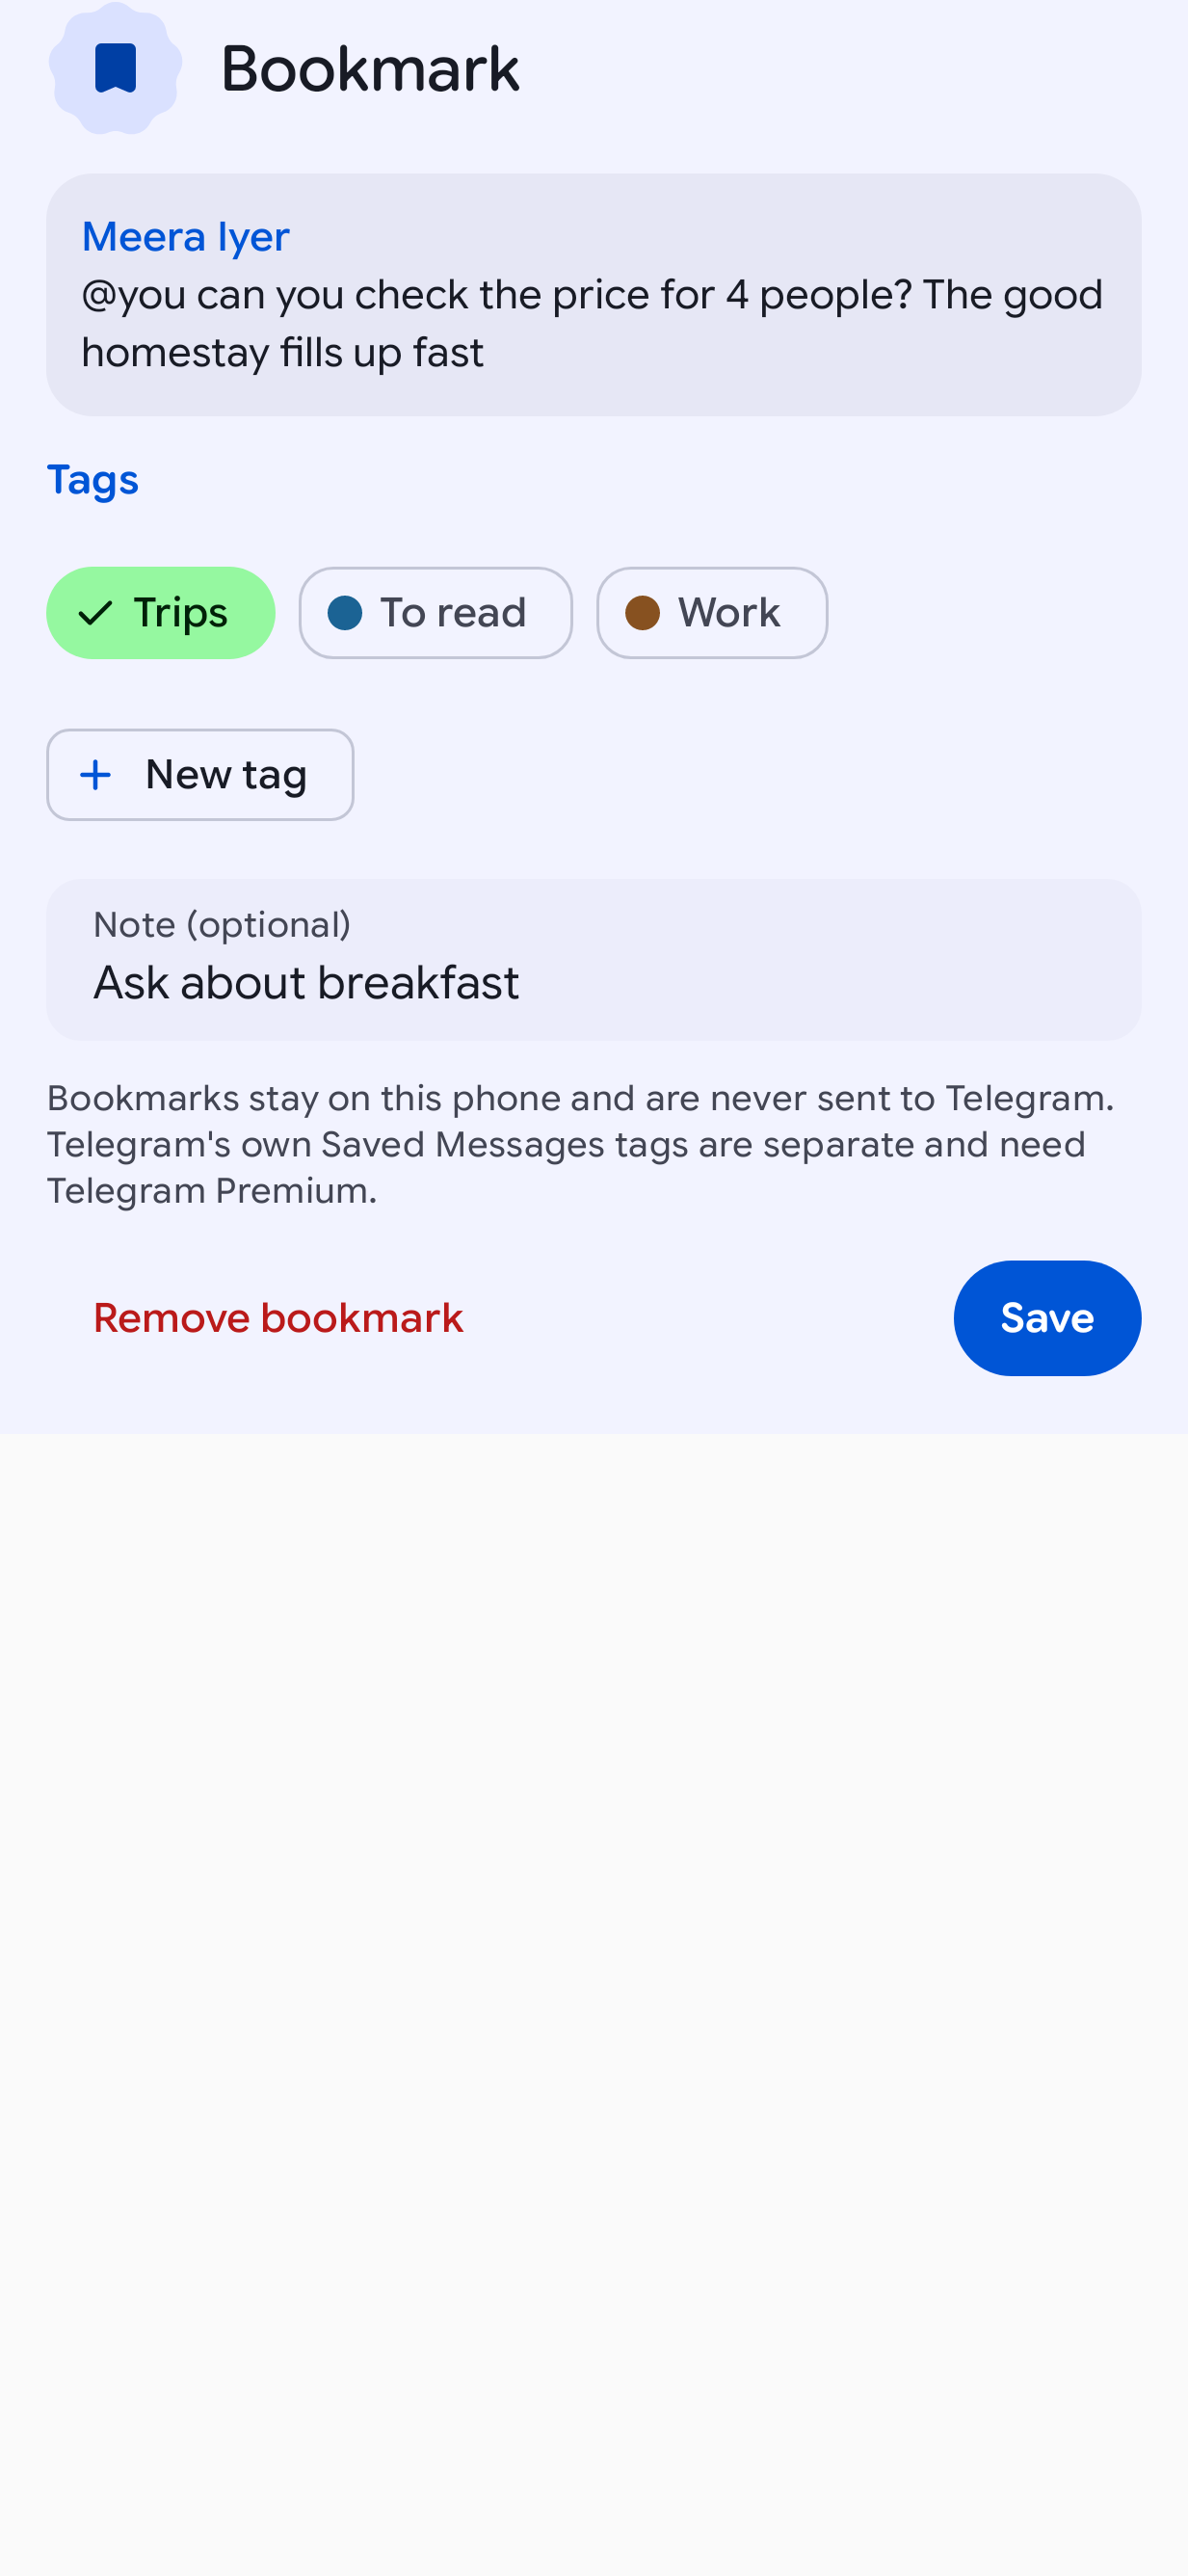 Bookmark
Meera Iyer
@you can you check the price for 4 people? The good
homestay fills up fast
Tags
Trips
To read
Work
New tag
Note (optional)
Ask about breakfast
Bookmarks stay on this phone and are never sent to Telegram.
Telegram's own Saved Messages tags are separate and need
Telegram Premium.
Remove bookmark
Save